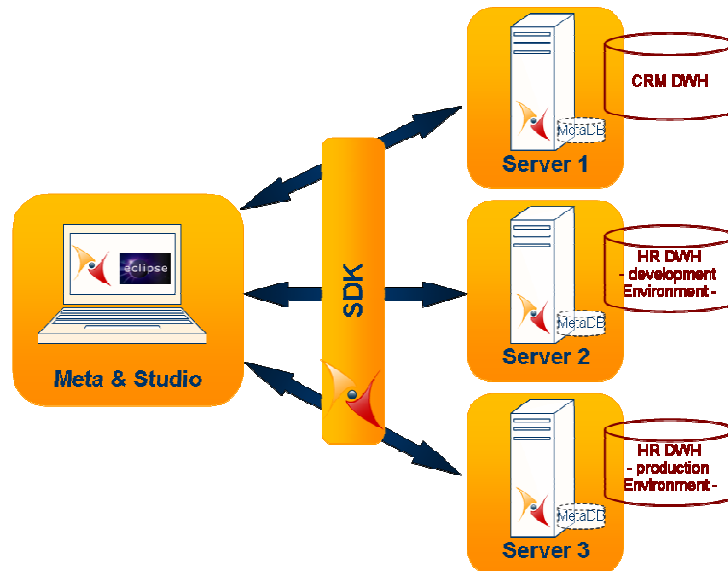 CRM DWH
MetaDB
Server 1
eclipse
Meta & Studio
SDK
HR DWH
- development
Environment -
MetaDB
Server 2
HR DWH
- production
Environment -
MetaDB
Server 3